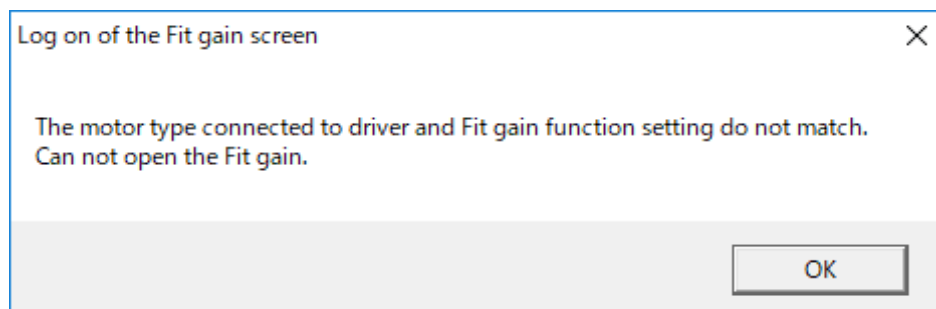 Log on of the Fit gain screen
The motor type connected to driver and Fit gain function setting do not match.
Can not open the Fit gain.
OK